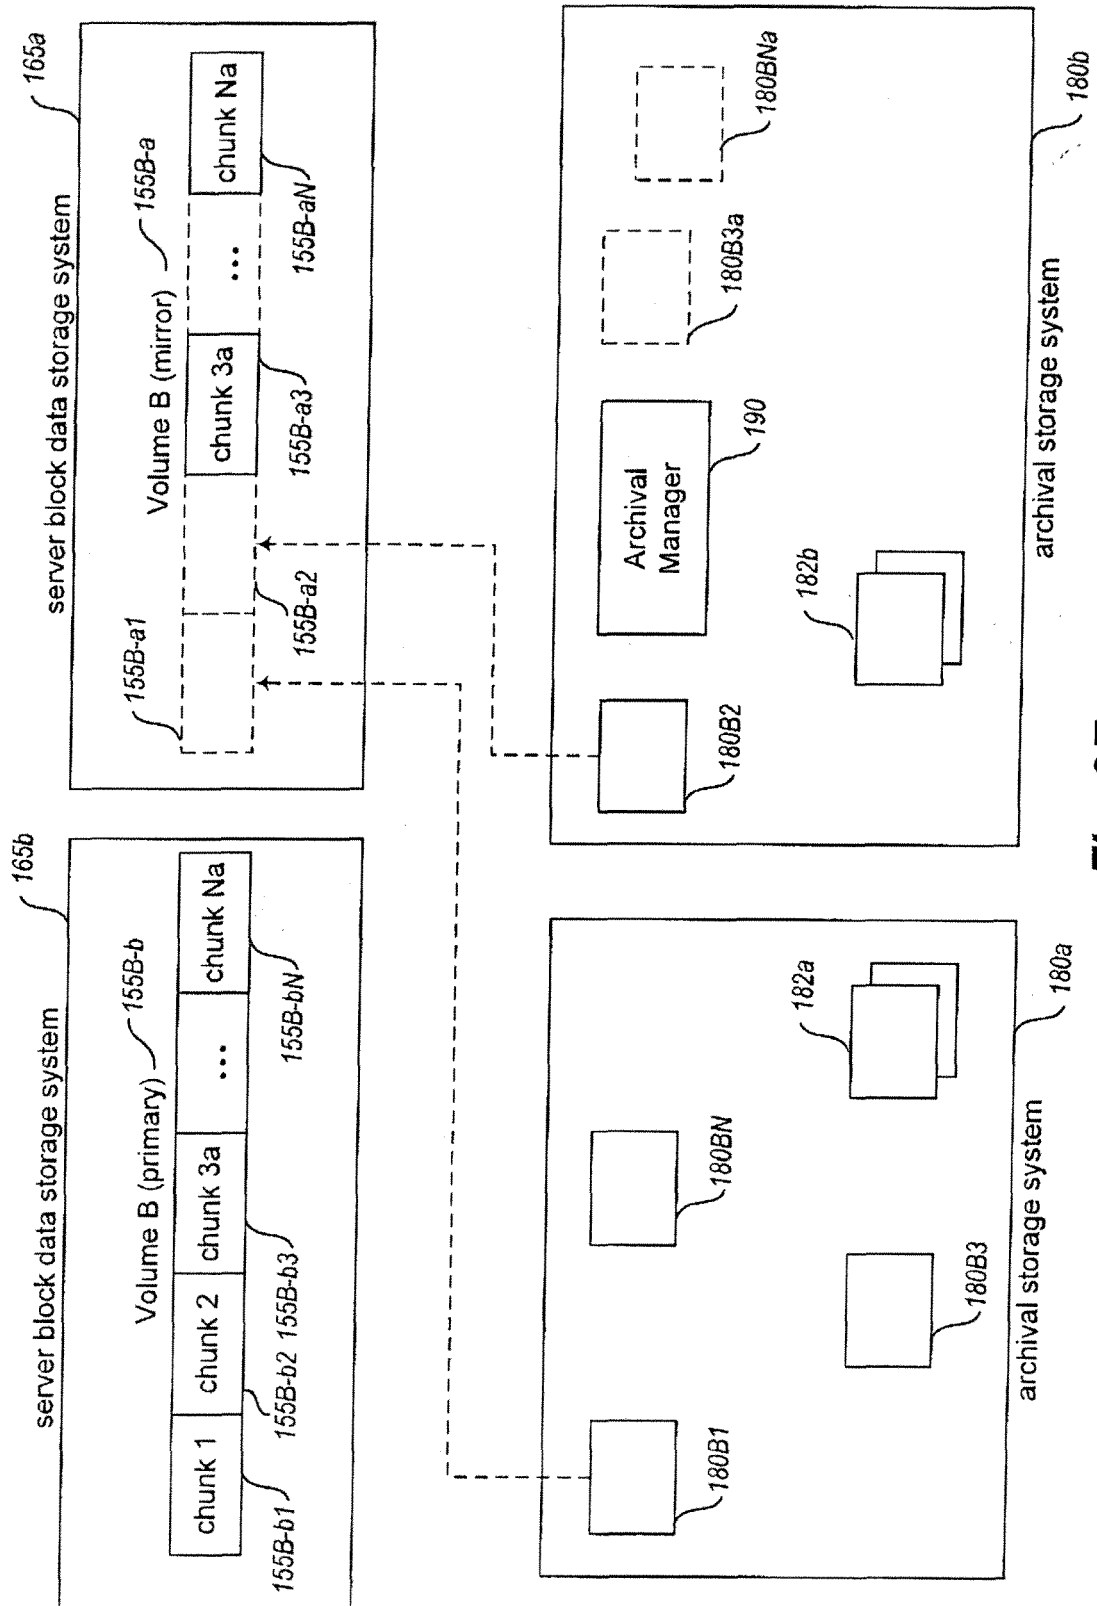 server block data storage system
165b
Volume B (primary)
155B-b
chunk 1
chunk 2
chunk 3a
...
chunk Na
155B-b1
155B-b2
155B-b3
155B-bN
server block data storage system
165a
Volume B (mirror)
155B-a
155B-a1
chunk 3a
...
chunk Na
155B-a2
155B-a3
155B-aN
180B1
180BN
180B3
182a
archival storage system
180a
180B2
Archival
Manager
190
180B3a
180BNa
182b
archival storage system
180b